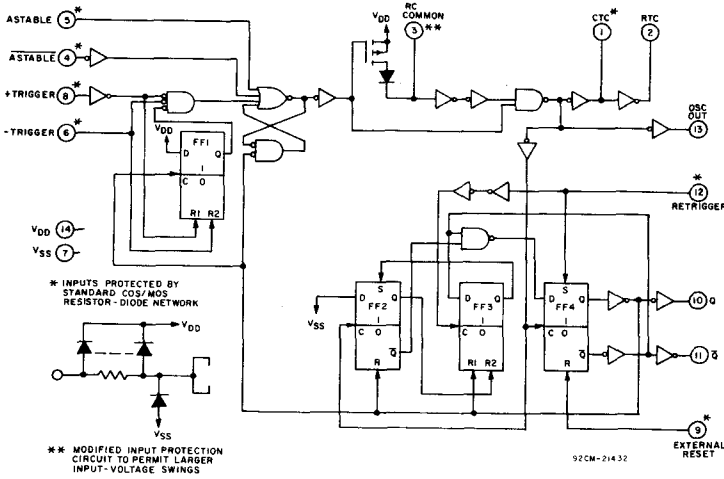 ASTABLE 5 *
ASTABLE 4 *
+TRIGGER 8 *
-TRIGGER 6 *
VDD 14
VSS 7
* INPUTS PROTECTED BY
STANDARD COS/MOS
RESISTOR-DIODE NETWORK
VDD
VSS
** MODIFIED INPUT PROTECTION
CIRCUIT TO PERMIT LARGER
INPUT-VOLTAGE SWINGS
VDD
FF1
D Q
I
C O
R1 R2
VDD
RC
COMMON
3 **
CTC *
1
RTC
2
OSC
OUT
13
*
12
RETRIGGER
S
D Q
FF2
I
C O
Q
R
VSS
D Q
FF3
I
C O
R1 R2
S
D Q
FF4
I
C O
Q
R
10 Q
11 Q
*
9
EXTERNAL
RESET
92CM-21432